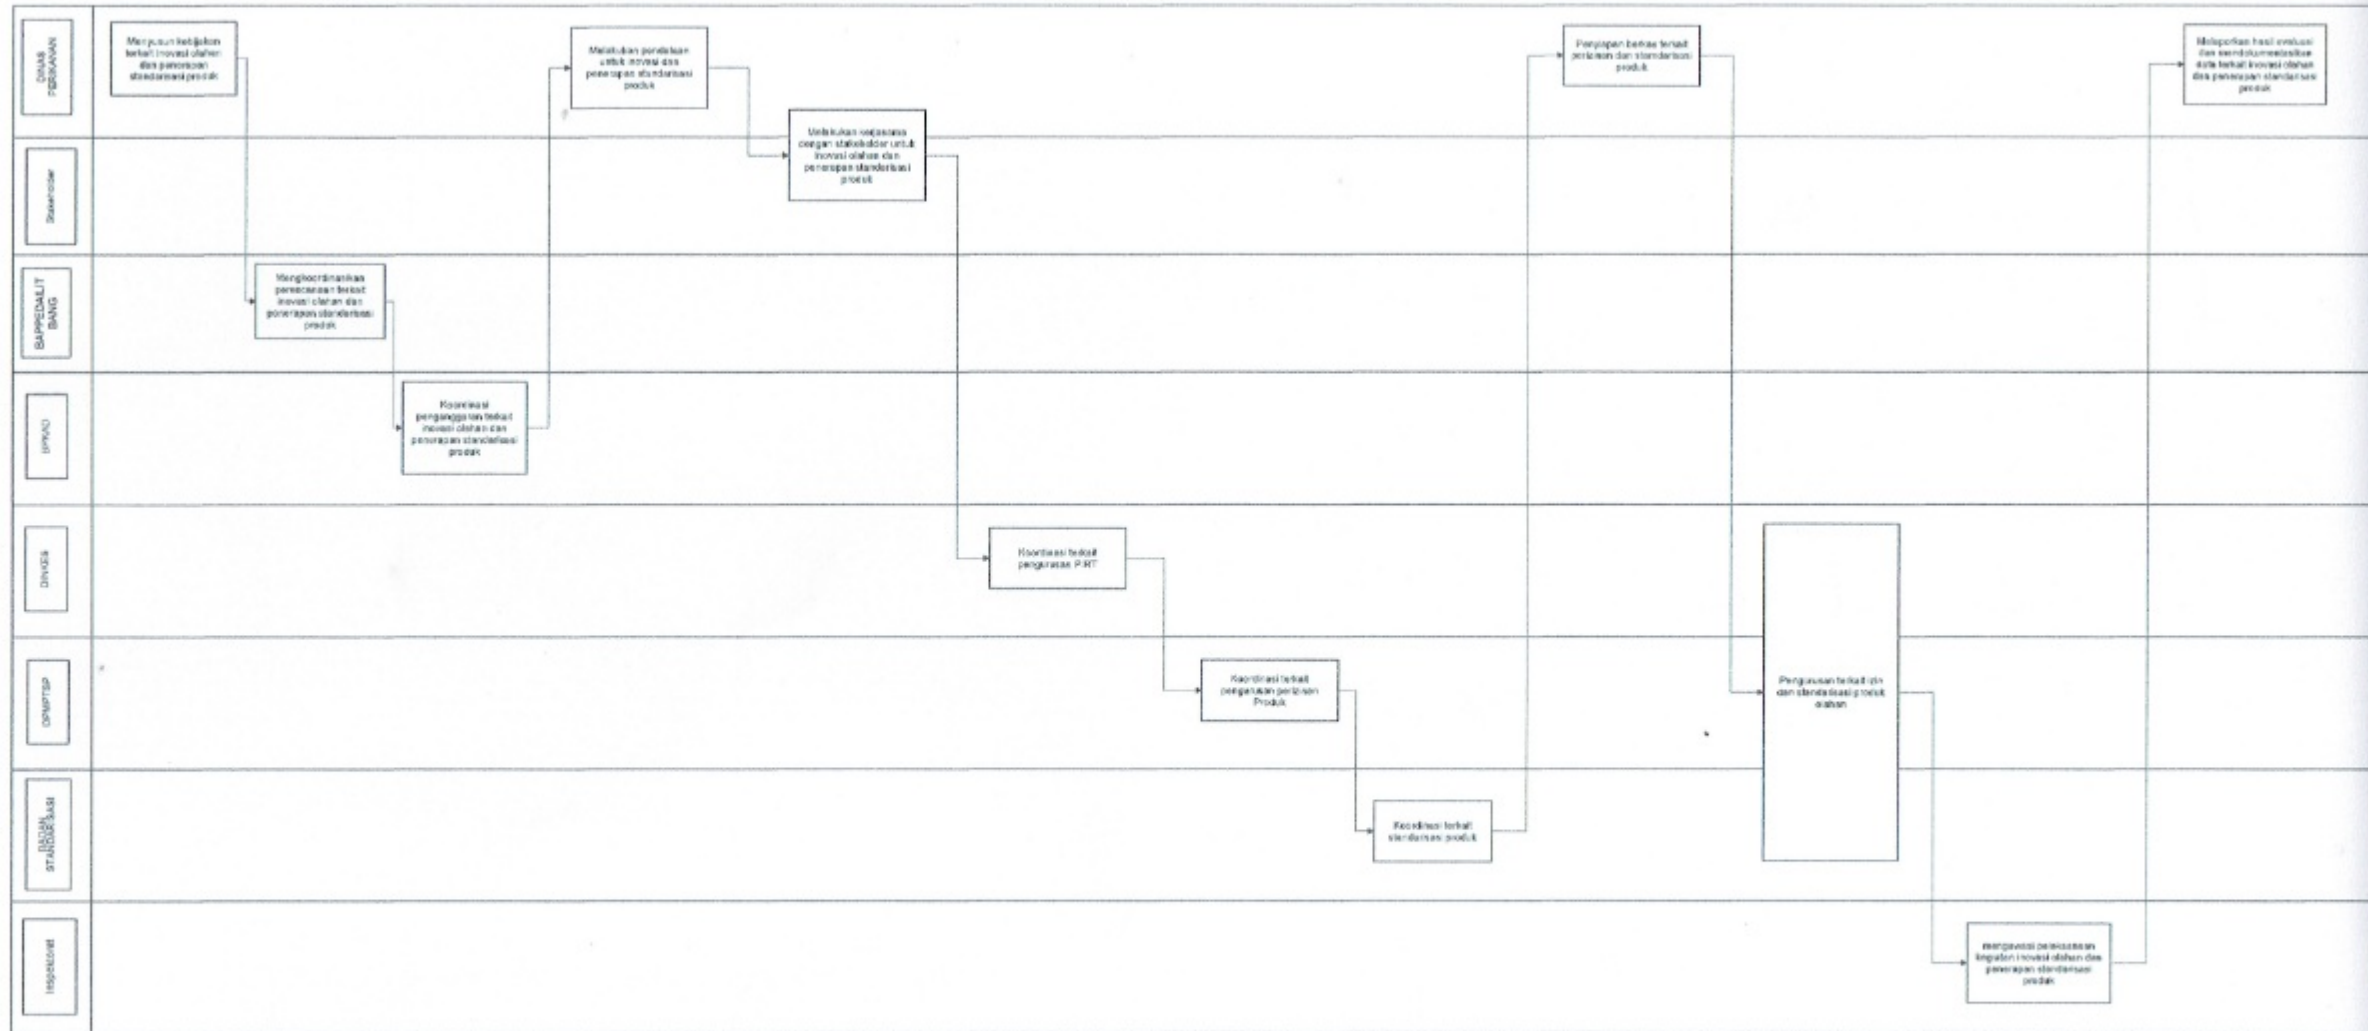 DINAS
PERIKANAN
Menyusun kebijakan
terkait inovasi olahan
dan penerapan
standarisasi produk
Melakukan pendataan
untuk inovasi dan
penerapan standarisasi
produk
Melakukan kerjasama
dengan stakeholder untuk
inovasi olahan dan
penerapan standarisasi
produk
Penyiapan berkas terkait
perizinan dan standarisasi
produk
Melaporkan hasil evaluasi
dan mendokumentasikan
data terkait inovasi olahan
dan penerapan standarisasi
produk
Stakeholder
BAPPEDALIT
BANG
Mengkoordinasikan
perencanaan terkait
inovasi olahan dan
penerapan standarisasi
produk
BPKAD
Koordinasi
penganggaran terkait
inovasi olahan dan
penerapan standarisasi
produk
DINKES
Koordinasi terkait
pengurusan PIRT
DPMPTSP
Koordinasi terkait
pengurusan perizinan
Produk
Pengurusan terkait izin
dan standarisasi produk
olahan
BADAN
STANDARISASI
Koordinasi terkait
standarisasi produk
Inspektorat
mengawasi pelaksanaan
kegiatan inovasi olahan dan
penerapan standarisasi
produk